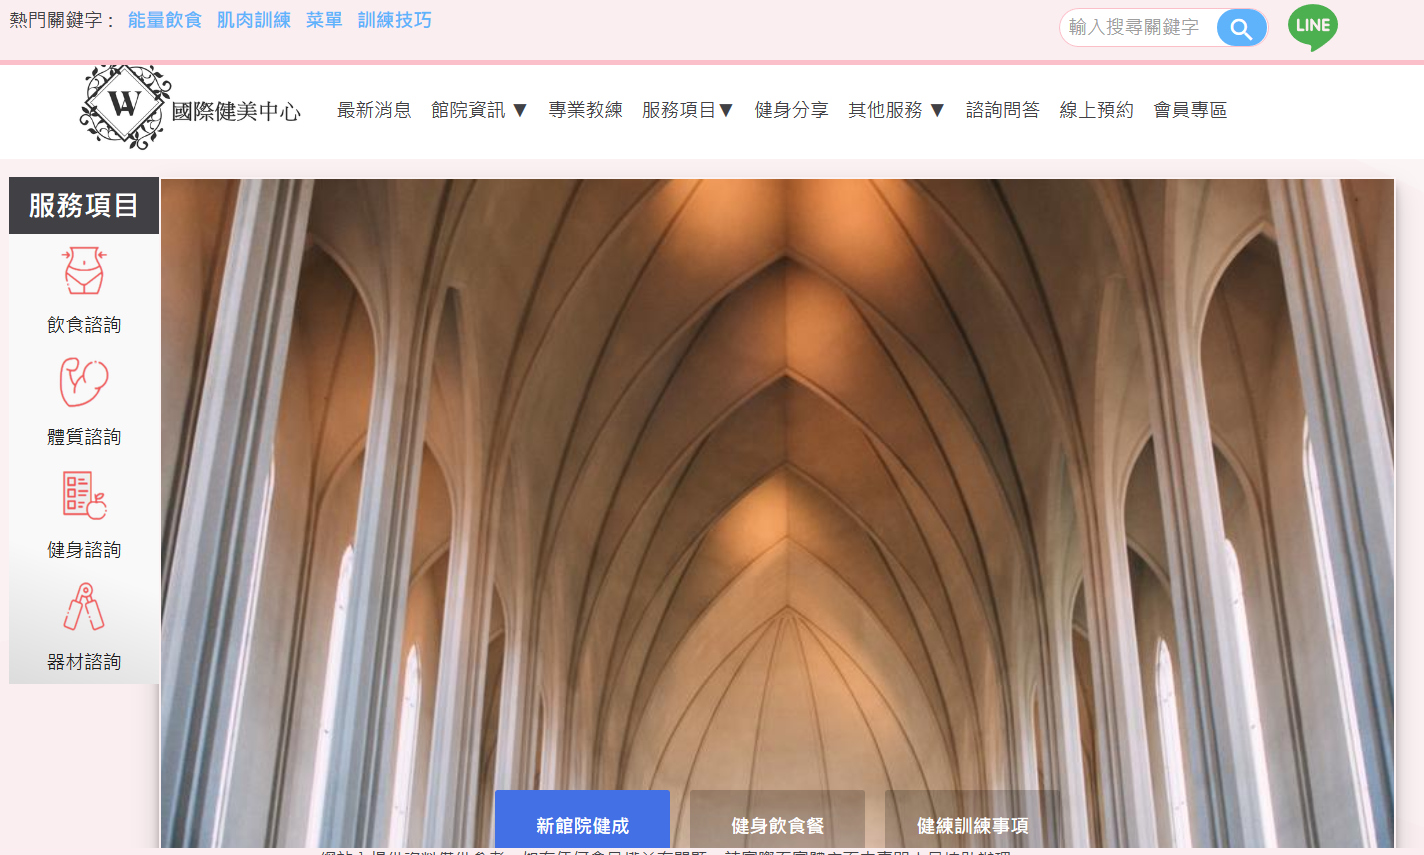 熱門關鍵字： 能量飲食 肌肉訓練 菜單 訓練技巧
輸入搜尋關鍵字
LINE
W
國際健美中心
最新消息 館院資訊 ▼ 專業教練 服務項目▼ 健身分享 其他服務 ▼ 諮詢問答 線上預約 會員專區
服務項目
飲食諮詢
體質諮詢
健身諮詢
器材諮詢
新館院健成 健身飲食餐 健練訓練事項